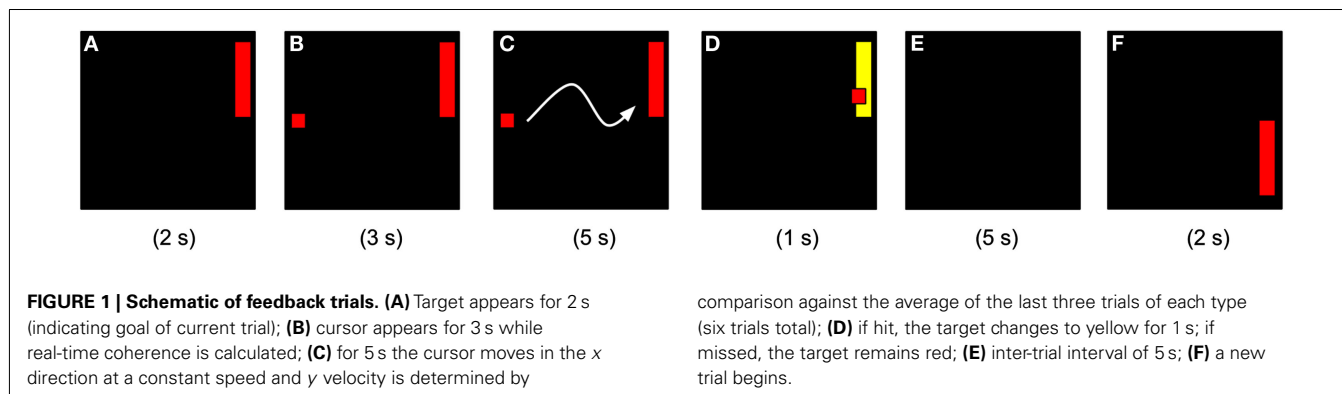 A B C D E F
(2 s) (3 s) (5 s) (1 s) (5 s) (2 s)
FIGURE 1 | Schematic of feedback trials. (A) Target appears for 2 s
(indicating goal of current trial); (B) cursor appears for 3 s while
real-time coherence is calculated; (C) for 5 s the cursor moves in the x
direction at a constant speed and y velocity is determined by
comparison against the average of the last three trials of each type
(six trials total); (D) if hit, the target changes to yellow for 1 s; if
missed, the target remains red; (E) inter-trial interval of 5 s; (F) a new
trial begins.